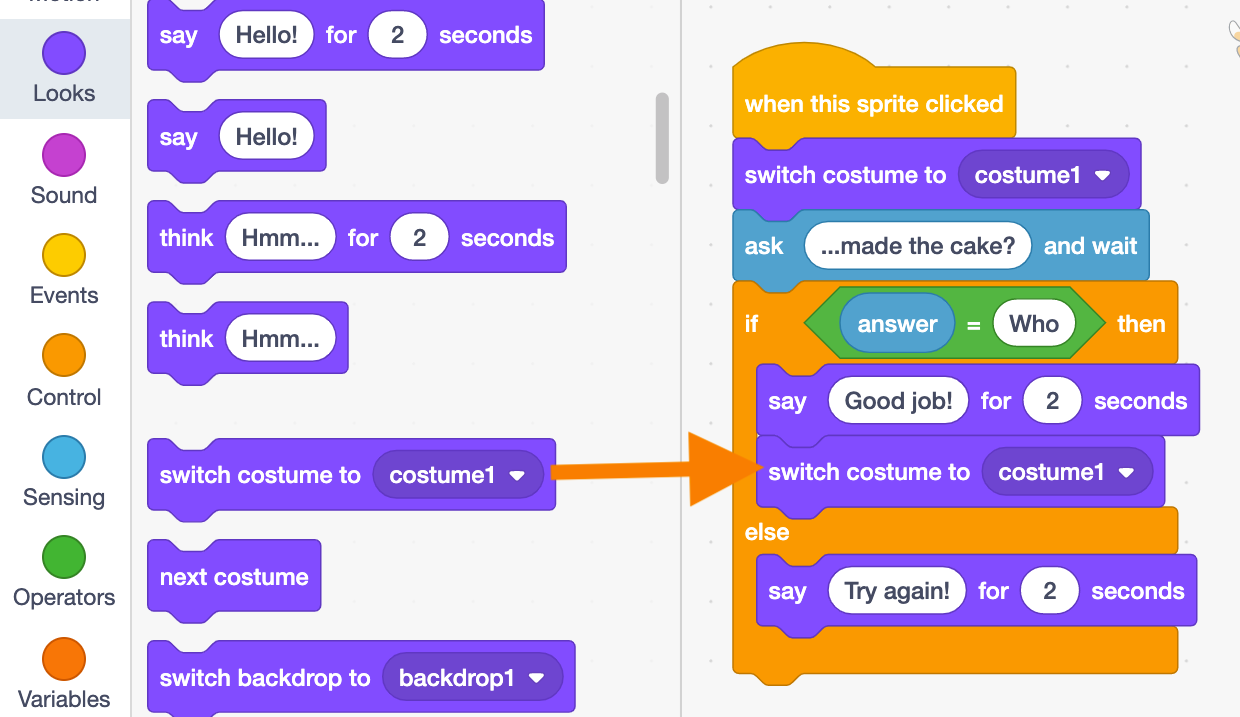 Motion
Looks
Sound
Events
Control
Sensing
Operators
Variables
say Hello! for 2 seconds
say Hello!
think Hmm... for 2 seconds
think Hmm...
switch costume to costume1
next costume
switch backdrop to backdrop1
when this sprite clicked
switch costume to costume1
ask ...made the cake? and wait
if answer = Who then
say Good job! for 2 seconds
switch costume to costume1
else
say Try again! for 2 seconds